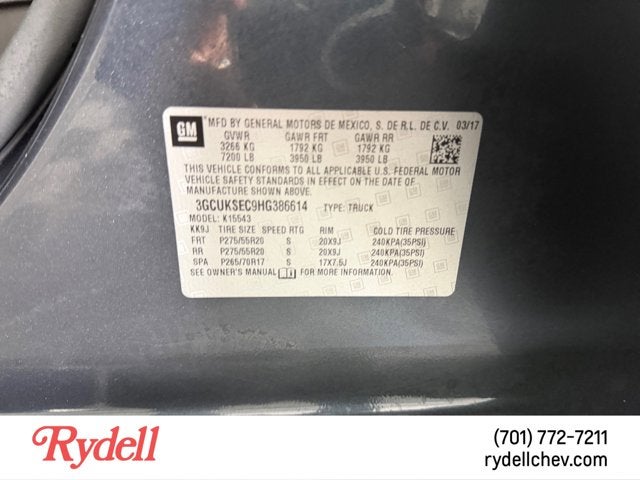 GM
MFD BY GENERAL MOTORS DE MEXICO, S. DE R.L. DE C.V. 03/17
GVWR GAWR FRT GAWR RR
3266 KG 1792 KG 1792 KG
7200 LB 3950 LB 3950 LB
THIS VEHICLE CONFORMS TO ALL APPLICABLE U.S. FEDERAL MOTOR
VEHICLE SAFETY STANDARDS IN EFFECT ON THE DATE OF
MANUFACTURE SHOWN ABOVE.
3GCUKSEC9HG386614 TYPE: TRUCK
MODEL: K15543
KK9J TIRE SIZE SPEED RTG RIM COLD TIRE PRESSURE
FRT P275/55R20 S 20X9J 240KPA(35PSI)
RR P275/55R20 S 20X9J 240KPA(35PSI)
SPA P265/70R17 S 17X7.5J 240KPA(35PSI)
SEE OWNER'S MANUAL FOR MORE INFORMATION.
Rydell
(701) 772-7211
rydellchev.com